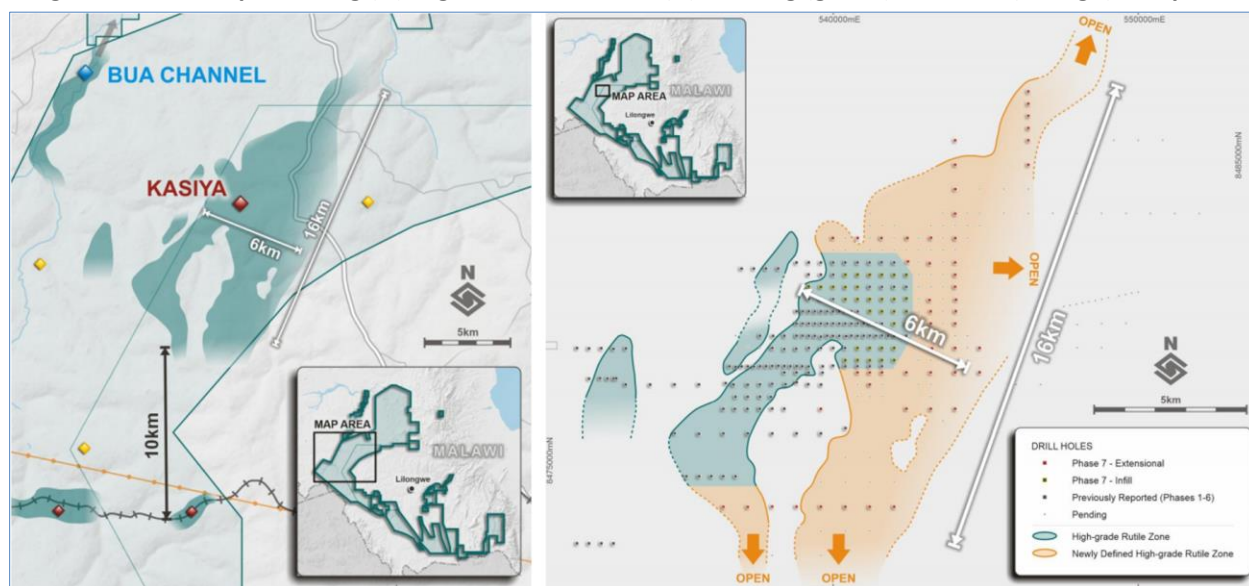 BUA CHANNEL
KASIYA
6km
16km
10km
N
5km
MAP AREA
MALAWI
Lilongwe
540000mE
550000mE
OPEN
MAP AREA
MALAWI
Lilongwe
8485000mN
OPEN
6km
16km
N
5km
8475000mN
DRILL HOLES
Phase 7 - Extensional
Phase 7 - Infill
Previously Reported (Phases 1-6)
Pending
High-grade Rutile Zone
Newly Defined High-grade Rutile Zone
OPEN
OPEN